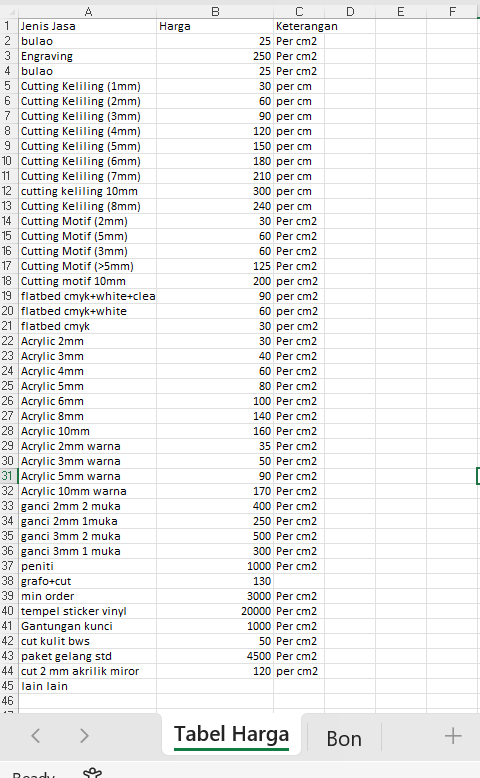 A B C D E F
1 Jenis Jasa Harga Keterangan
2 bulao 25 Per cm2
3 Engraving 250 Per cm2
4 bulao 25 Per cm2
5 Cutting Keliling (1mm) 30 per cm
6 Cutting Keliling (2mm) 60 per cm
7 Cutting Keliling (3mm) 90 per cm
8 Cutting Keliling (4mm) 120 per cm
9 Cutting Keliling (5mm) 150 per cm
10 Cutting Keliling (6mm) 180 per cm
11 Cutting Keliling (7mm) 210 per cm
12 cutting keliling 10mm 300 per cm
13 Cutting Keliling (8mm) 240 per cm
14 Cutting Motif (2mm) 30 Per cm2
15 Cutting Motif (5mm) 60 Per cm2
16 Cutting Motif (3mm) 60 Per cm2
17 Cutting Motif (>5mm) 125 Per cm2
18 Cutting motif 10mm 200 per cm2
19 flatbed cmyk+white+clea 90 per cm2
20 flatbed cmyk+white 60 per cm2
21 flatbed cmyk 30 per cm2
22 Acrylic 2mm 30 Per cm2
23 Acrylic 3mm 40 Per cm2
24 Acrylic 4mm 60 Per cm2
25 Acrylic 5mm 80 Per cm2
26 Acrylic 6mm 100 Per cm2
27 Acrylic 8mm 140 Per cm2
28 Acrylic 10mm 160 Per cm2
29 Acrylic 2mm warna 35 Per cm2
30 Acrylic 3mm warna 50 Per cm2
31 Acrylic 5mm warna 90 Per cm2
32 Acrylic 10mm warna 170 Per cm2
33 ganci 2mm 2 muka 400 Per cm2
34 ganci 2mm 1muka 250 Per cm2
35 ganci 3mm 2 muka 500 Per cm2
36 ganci 3mm 1 muka 300 Per cm2
37 peniti 1000 Per cm2
38 grafo+cut 130
39 min order 3000 Per cm2
40 tempel sticker vinyl 20000 Per cm2
41 Gantungan kunci 1000 Per cm2
42 cut kulit bws 50 Per cm2
43 paket gelang std 4500 Per cm2
44 cut 2 mm akrilik miror 120 per cm2
45 lain lain
46
Tabel Harga Bon
Ready